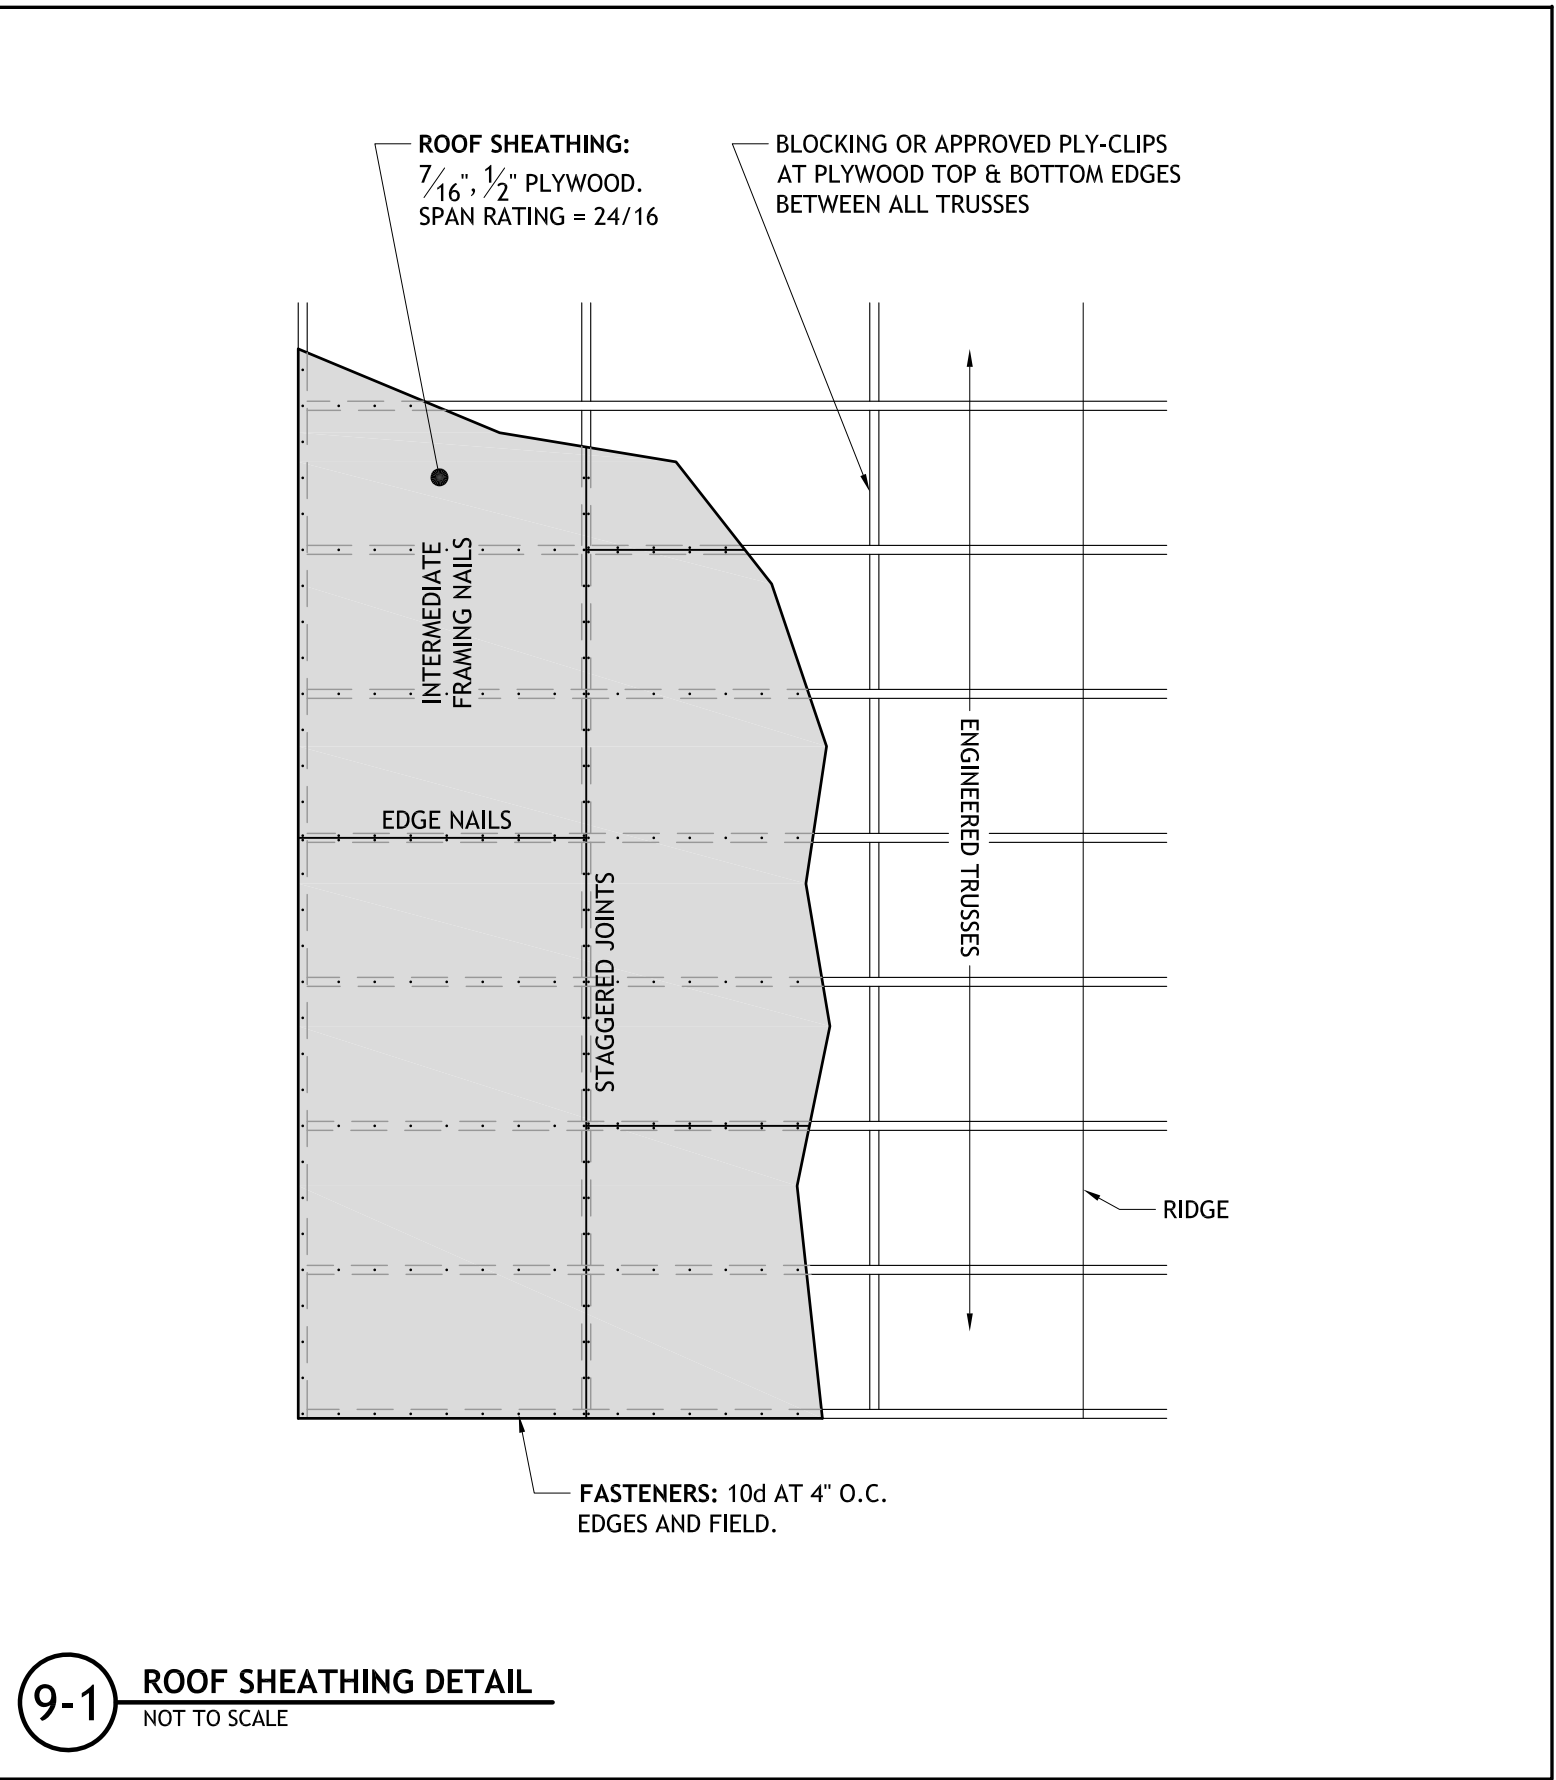 ROOF SHEATHING:
7/16", 1/2" PLYWOOD.
SPAN RATING = 24/16
BLOCKING OR APPROVED PLY-CLIPS
AT PLYWOOD TOP & BOTTOM EDGES
BETWEEN ALL TRUSSES
INTERMEDIATE
FRAMING NAILS
EDGE NAILS
STAGGERED JOINTS
ENGINEERED TRUSSES
RIDGE
FASTENERS: 10d AT 4" O.C.
EDGES AND FIELD.
9-1
ROOF SHEATHING DETAIL
NOT TO SCALE